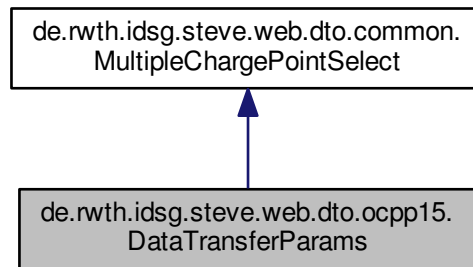 de.rwth.idsg.steve.web.dto.common.
MultipleChargePointSelect
de.rwth.idsg.steve.web.dto.ocpp15.
DataTransferParams